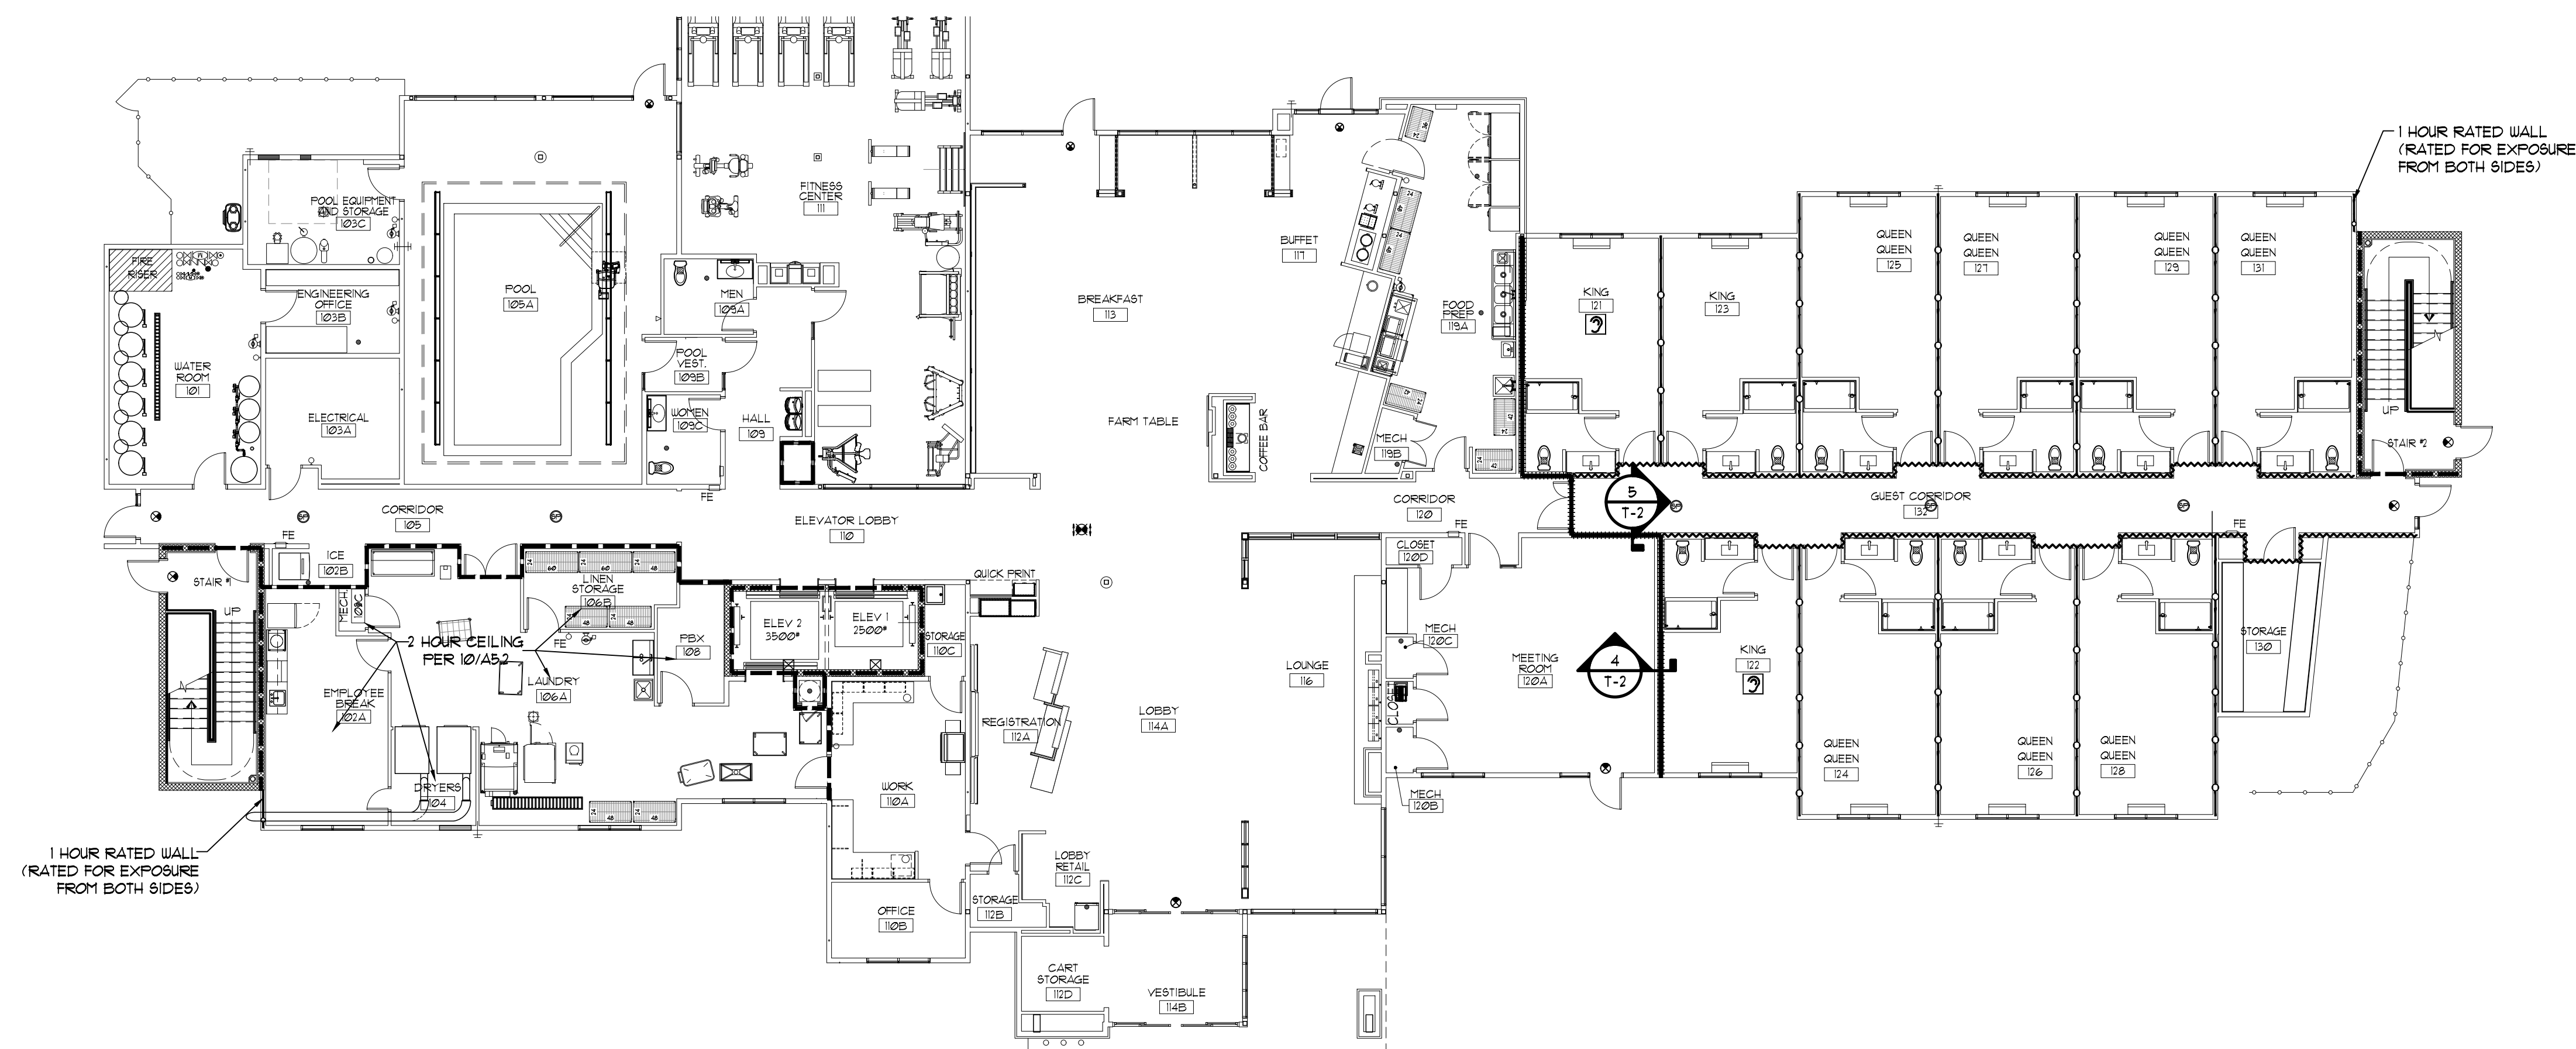 1 HOUR RATED WALL
(RATED FOR EXPOSURE
FROM BOTH SIDES)
POOL EQUIPMENT
AND STORAGE
103C
FITNESS
CENTER
111
FIRE
RISER
ENGINEERING
OFFICE
103B
WATER
ROOM
101
ELECTRICAL
103A
POOL
105A
MEN
109A
POOL
VEST.
109B
WOMEN
109C
HALL
109
FE
BREAKFAST
113
FARM TABLE
BUFFET
117
COFFEE BAR
FOOD
PREP
119A
MECH
119B
KING
121
KING
123
QUEEN
QUEEN
125
QUEEN
QUEEN
127
QUEEN
QUEEN
129
QUEEN
QUEEN
131
UP
STAIR #2
CORRIDOR
105
ELEVATOR LOBBY
110
CORRIDOR
120
FE
5
T-2
SP
SP
SP
GUEST CORRIDOR
132
SP
FE
FE
ICE
102B
STAIR #1
UP
MECH.
LINEN
STORAGE
106B
2 HOUR CEILING
PER 10/A5.2
FE
PBX
108
LAUNDRY
106A
EMPLOYEE
BREAK
102A
DRYERS
104
ELEV 2
3500#
ELEV 1
2500#
STORAGE
110C
QUICK PRINT
REGISTRATION
112A
WORK
110A
OFFICE
110B
STORAGE
112B
LOBBY
RETAIL
112C
CART
STORAGE
112D
VESTIBULE
114B
LOBBY
114A
LOUNGE
116
CLOSET
120D
MECH
120C
CLOSET
MECH
120B
MEETING
ROOM
120A
4
T-2
KING
122
QUEEN
QUEEN
124
QUEEN
QUEEN
126
QUEEN
QUEEN
128
STORAGE
130
1 HOUR RATED WALL
(RATED FOR EXPOSURE
FROM BOTH SIDES)